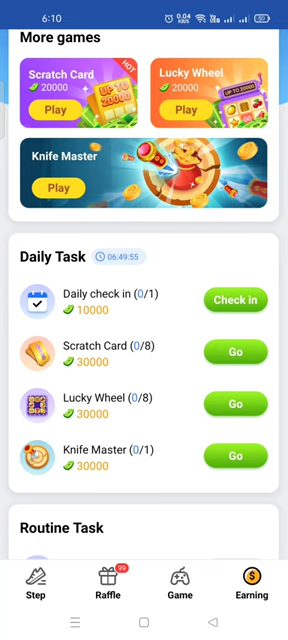 6:10
0.04
KB/S
50
More games
Scratch Card
20000
Play
HOT
UP TO
20000
Lucky Wheel
20000
Play
UP TO 20000
GO
Knife Master
Play
Daily Task
06:49:55
Daily check in (0/1)
10000
Check in
Scratch Card (0/8)
30000
Go
Lucky Wheel (0/8)
30000
Go
Knife Master (0/1)
30000
Go
Routine Task
99
Step
Raffle
Game
Earning